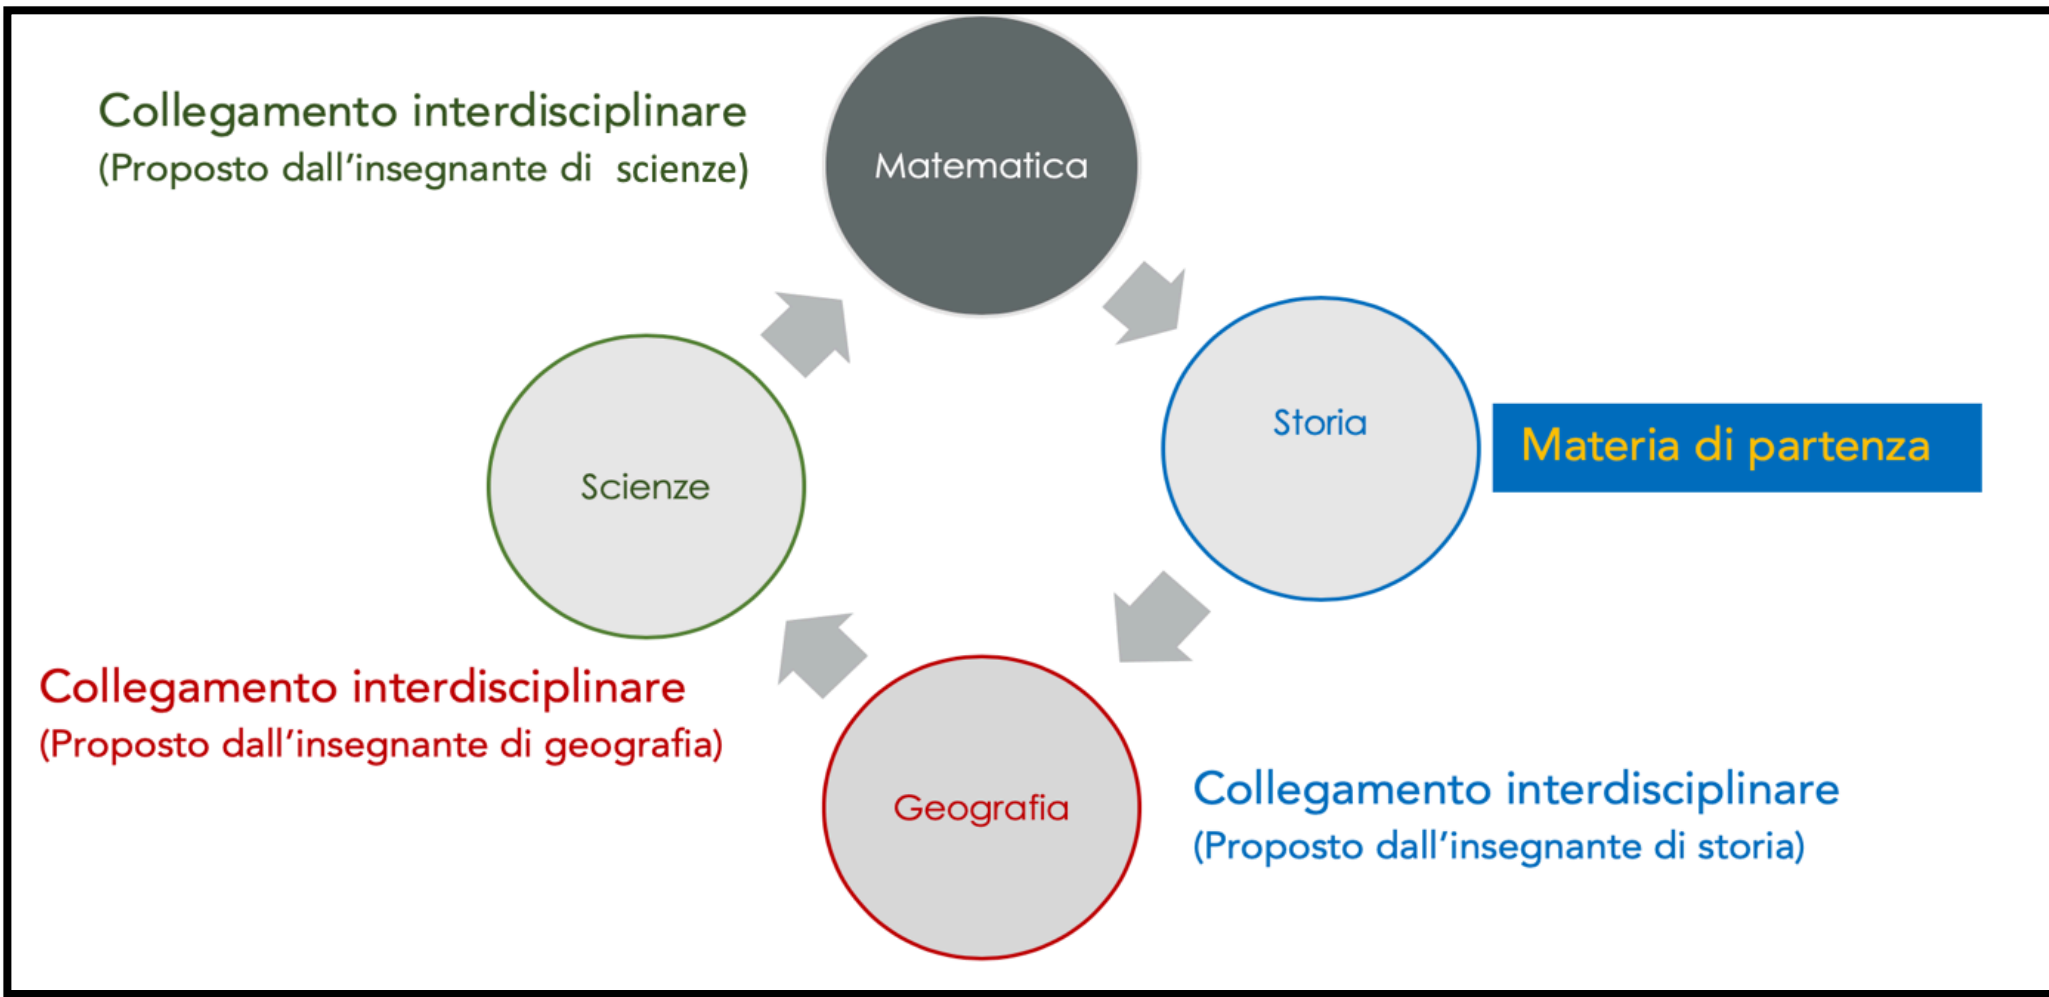 Collegamento interdisciplinare
(Proposto dall'insegnante di scienze)
Matematica
Storia
Materia di partenza
Scienze
Collegamento interdisciplinare
(Proposto dall'insegnante di geografia)
Geografia
Collegamento interdisciplinare
(Proposto dall'insegnante di storia)